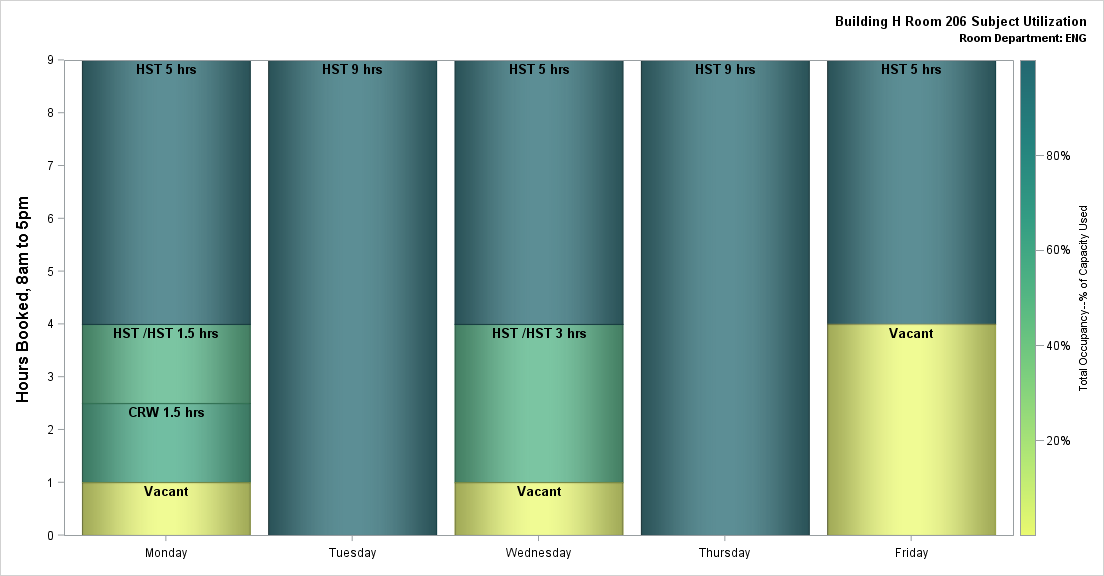 Building H Room 206 Subject Utilization
Room Department: ENG
Hours Booked, 8am to 5pm
9
8
7
6
5
4
3
2
1
0
HST 5 hrs
HST /HST 1.5 hrs
CRW 1.5 hrs
Vacant
HST 9 hrs
HST 5 hrs
HST /HST 3 hrs
Vacant
HST 9 hrs
HST 5 hrs
Vacant
Monday
Tuesday
Wednesday
Thursday
Friday
80%
60%
40%
20%
Total Occupancy--% of Capacity Used